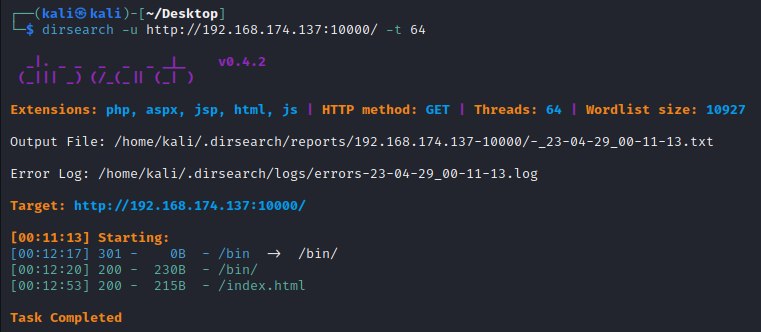 ┌──(kali㉿kali)-[~/Desktop]
└─$ dirsearch -u http://192.168.174.137:10000/ -t 64
_|. _ _  _  _  _ _|_    v0.4.2
(_||| _) (/_(_|| (_| )
Extensions: php, aspx, jsp, html, js | HTTP method: GET | Threads: 64 | Wordlist size: 10927
Output File: /home/kali/.dirsearch/reports/192.168.174.137-10000/-_23-04-29_00-11-13.txt
Error Log: /home/kali/.dirsearch/logs/errors-23-04-29_00-11-13.log
Target: http://192.168.174.137:10000/
[00:11:13] Starting:
[00:12:17] 301 -    0B  - /bin  ->  /bin/
[00:12:20] 200 -  230B  - /bin/
[00:12:53] 200 -  215B  - /index.html
Task Completed